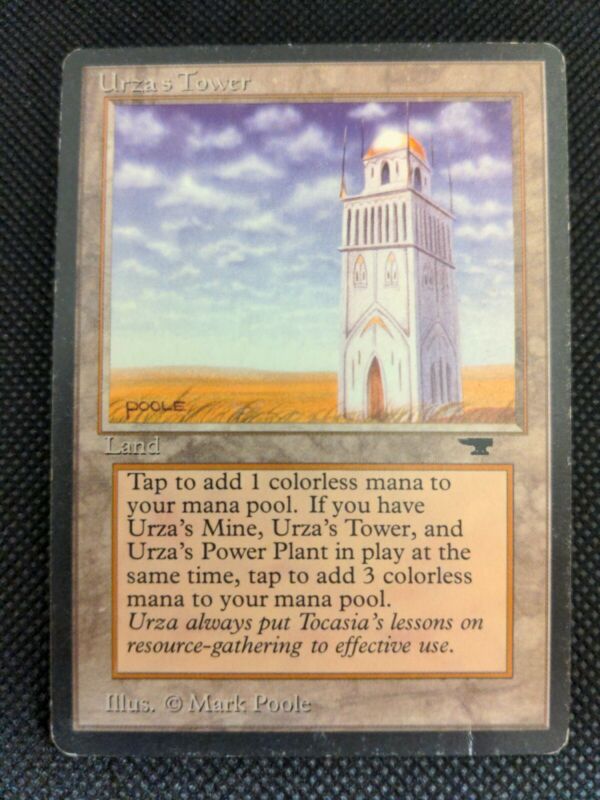 Urza's Tower
POOLE
Land
Tap to add 1 colorless mana to
your mana pool. If you have
Urza's Mine, Urza's Tower, and
Urza's Power Plant in play at the
same time, tap to add 3 colorless
mana to your mana pool.
Urza always put Tocasia's lessons on
resource-gathering to effective use.
Illus. © Mark Poole